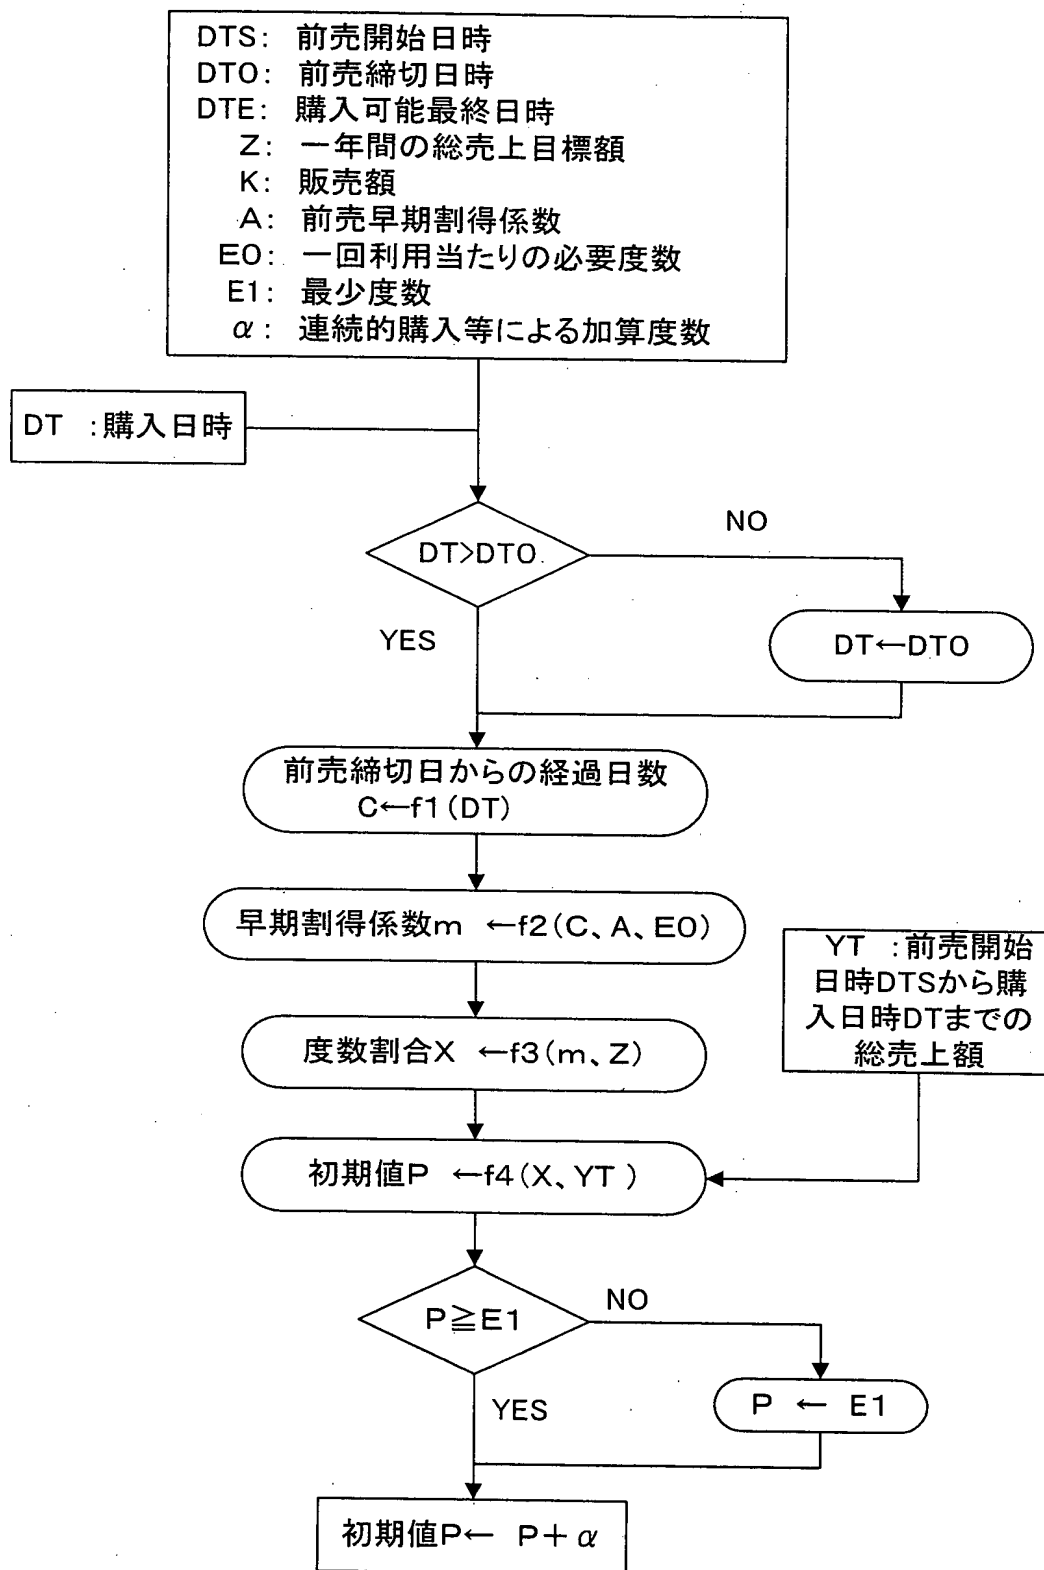 DTS: 前売開始日時
DT0: 前売締切日時
DTE: 購入可能最終日時
Z: 一年間の総売上目標額
K: 販売額
A: 前売早期割得係数
E0: 一回利用当たりの必要度数
E1: 最少度数
α: 連続的購入等による加算度数
DT :購入日時
DT>DT0
NO
YES
DT←DT0
前売締切日からの経過日数
C←f1(DT)
早期割得係数m ←f2(C、A、E0)
YT :前売開始
日時DTSから購
入日時DTまでの
総売上額
度数割合X ←f3(m、Z)
初期値P ←f4(X、YT)
P≧E1
NO
YES
P ← E1
初期値P← P+α